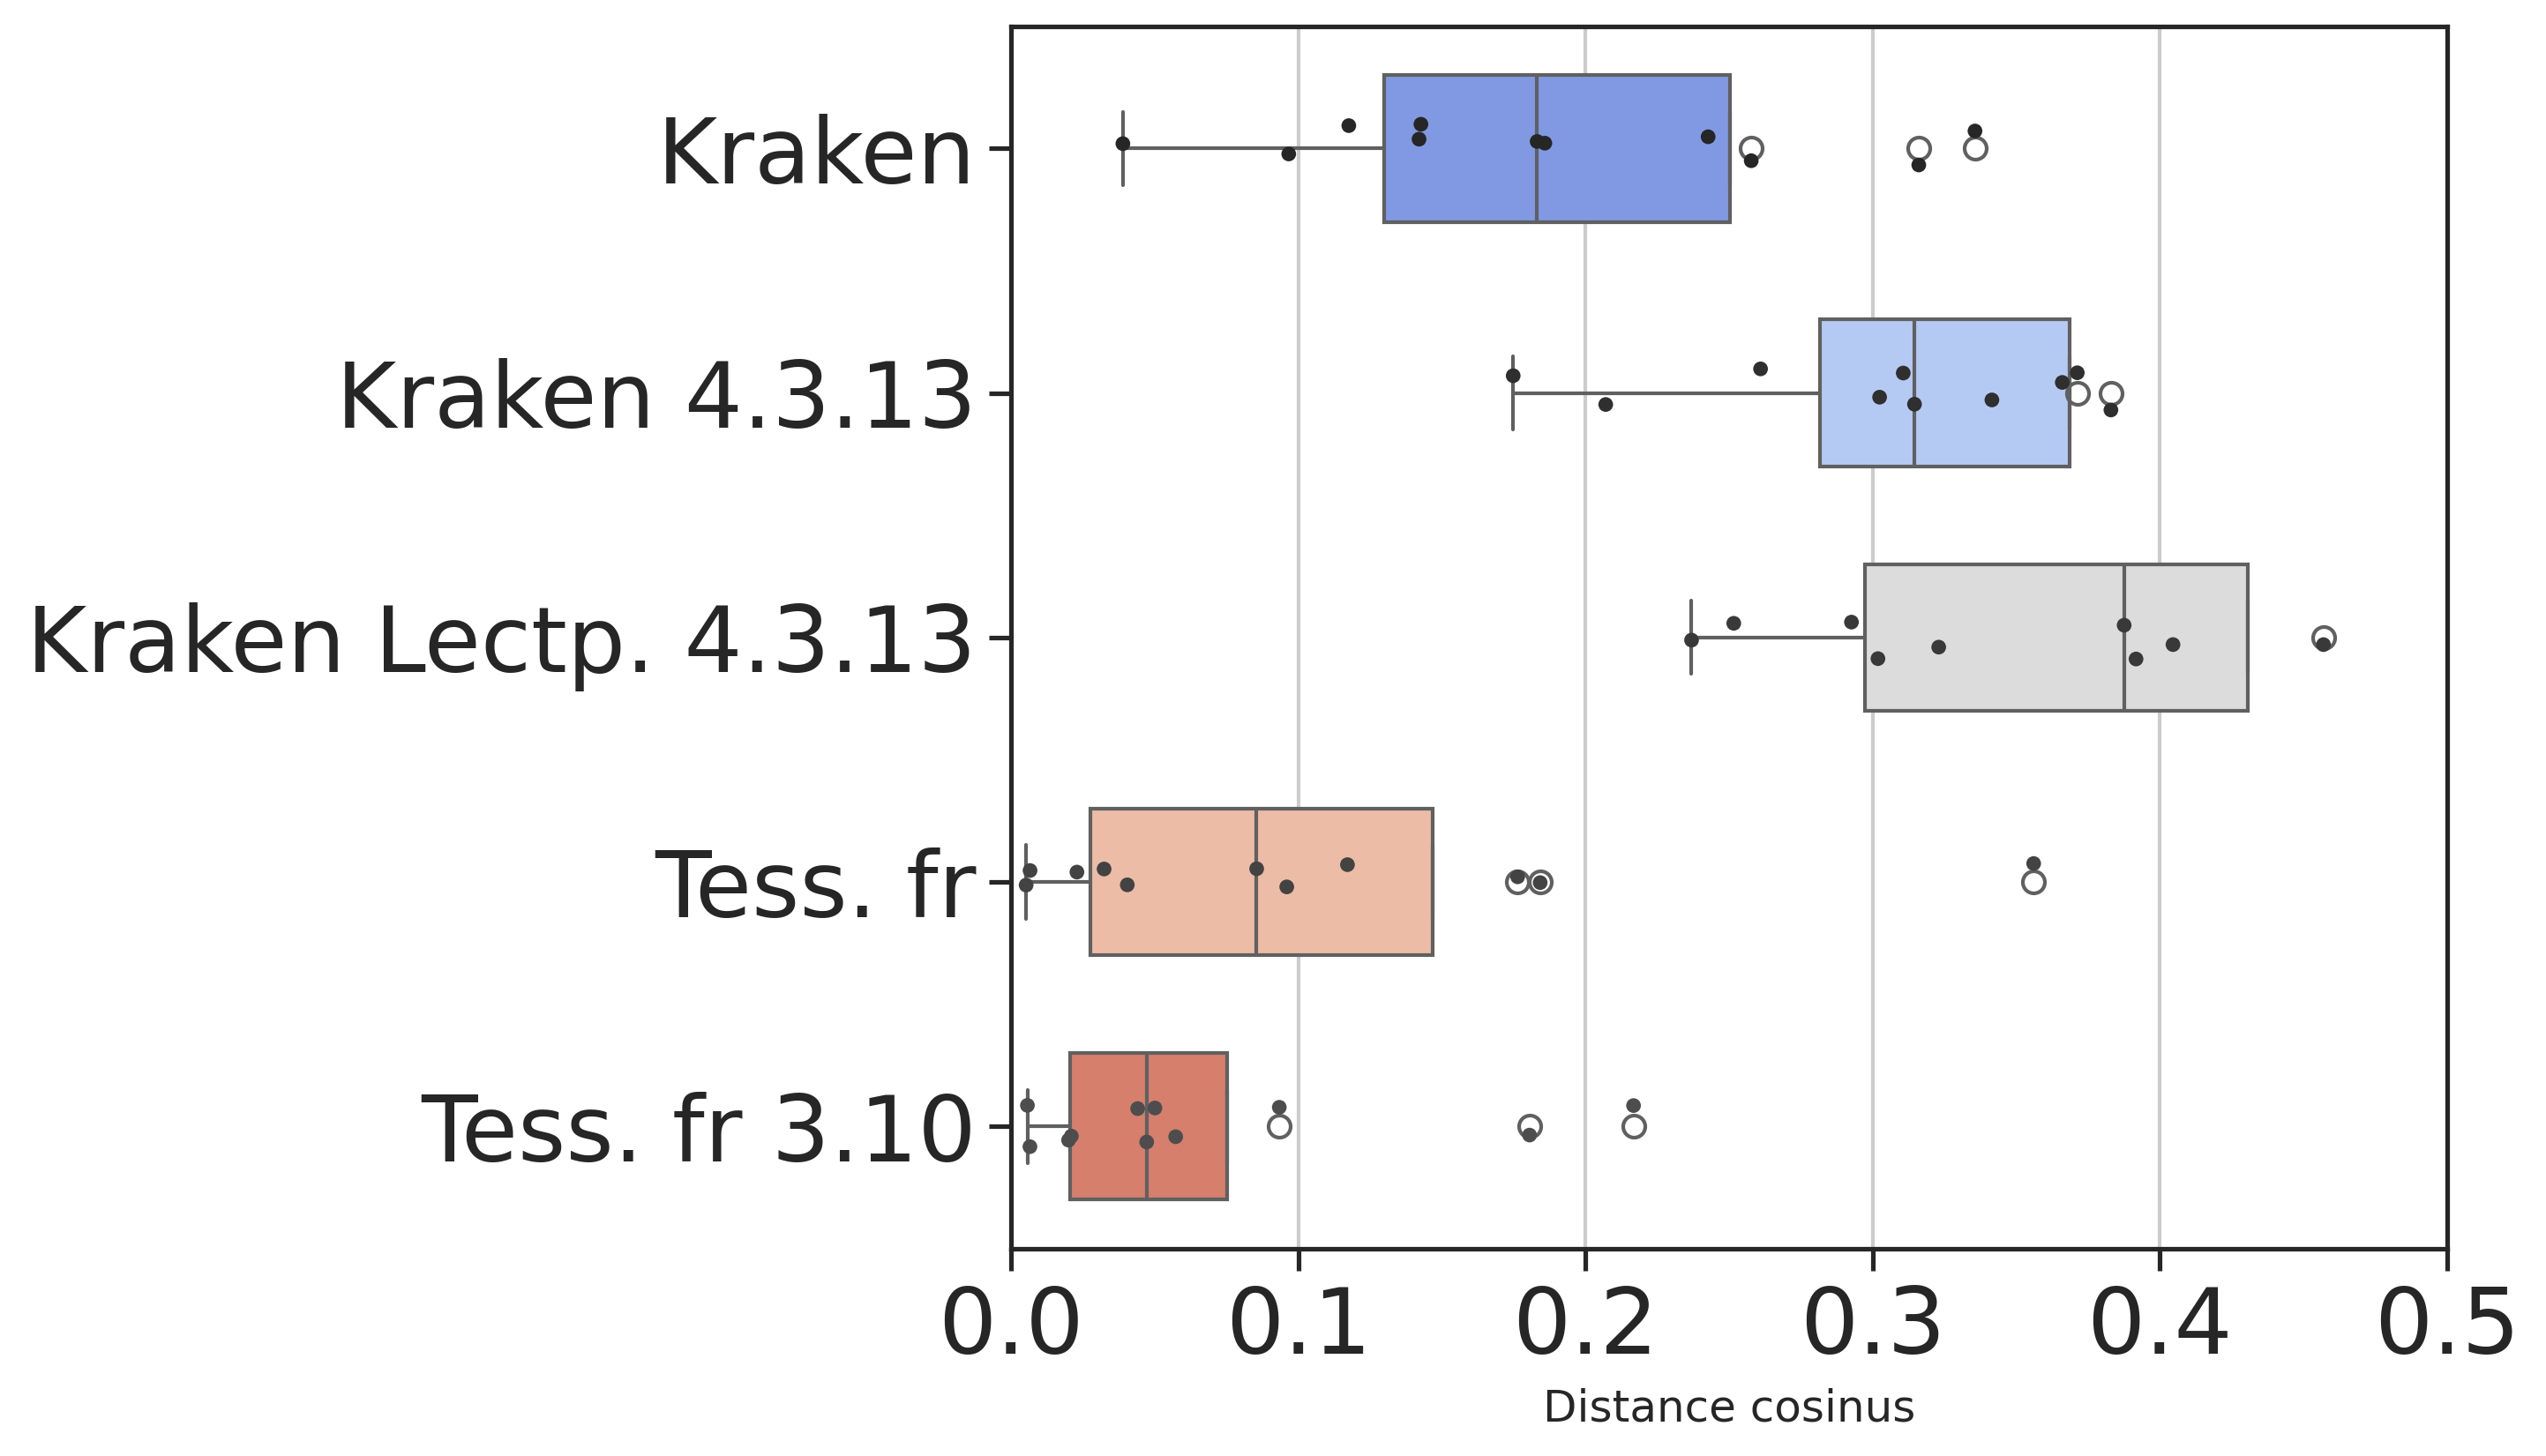 Kraken
Kraken 4.3.13
Kraken Lectp. 4.3.13
Tess. fr
Tess. fr 3.10
0.0 0.1 0.2 0.3 0.4 0.5
Distance cosinus